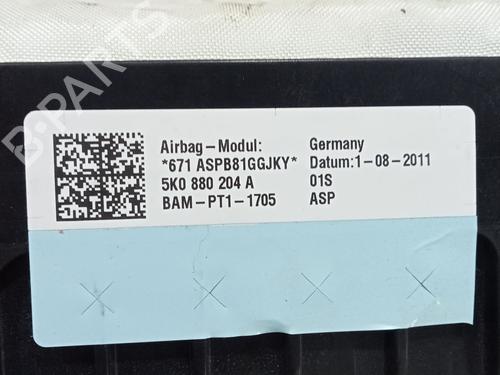 B-PARTS
Airbag-Modul:
*671 ASPB81GGJKY*
5K0 880 204 A
BAM-PT1-1705
Germany
Datum:1-08-2011
01S
ASP